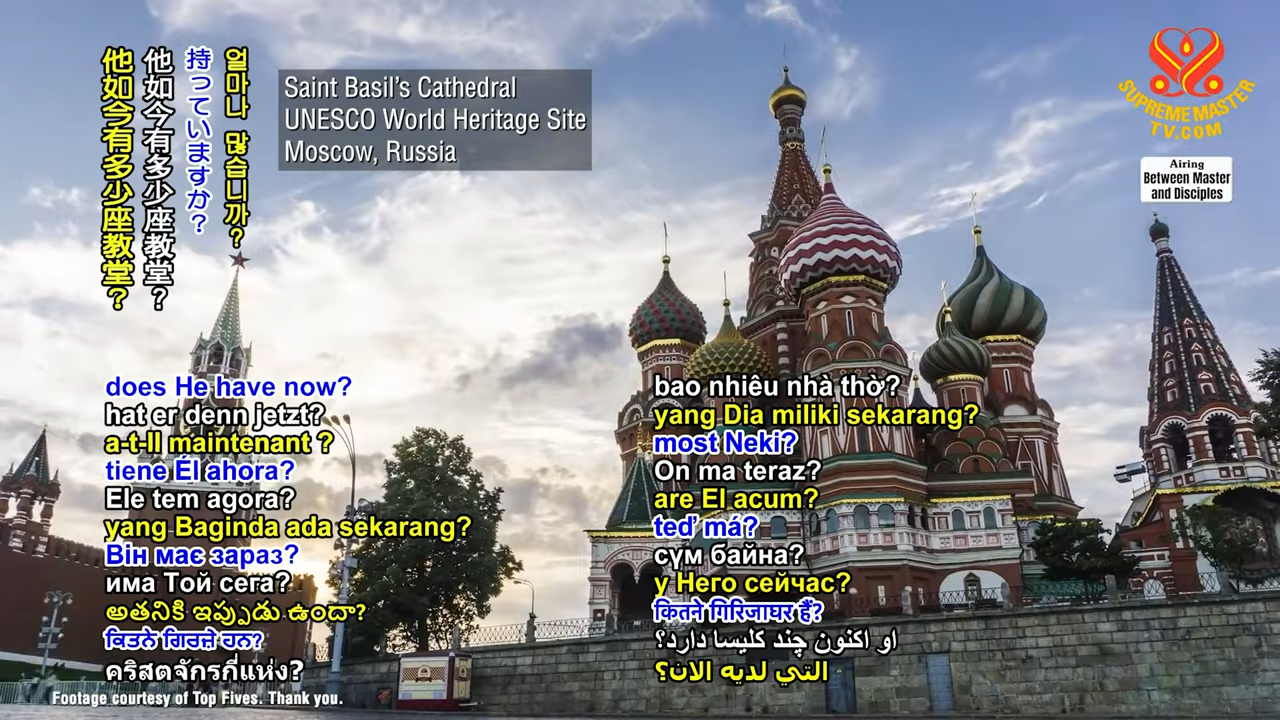 他如今有多少座教堂？
他如今有多少座教堂？
持っていますか？
얼마나 많습니까？
Saint Basil’s Cathedral
UNESCO World Heritage Site
Moscow, Russia
SUPREME MASTER
TV.COM
Airing
Between Master
and Disciples
does He have now?
hat er denn jetzt?
a-t-Il maintenant ?
tiene Él ahora?
Ele tem agora?
yang Baginda ada sekarang?
Він має зараз?
има Той сега?
అతనికి ఇప్పుడు ఉందా?
ਕਿਤਨੇ ਗਿਰਜੇ ਹਨ?
คริสตจักรกี่แห่ง?
bao nhiêu nhà thờ?
yang Dia miliki sekarang?
most Neki?
On ma teraz?
are El acum?
teď má?
сүм байна?
у Него сейчас?
कितने गिरिजाघर हैं?
او اکنون چند کلیسا دارد؟
التي لديه الان؟
Footage courtesy of Top Fives. Thank you.